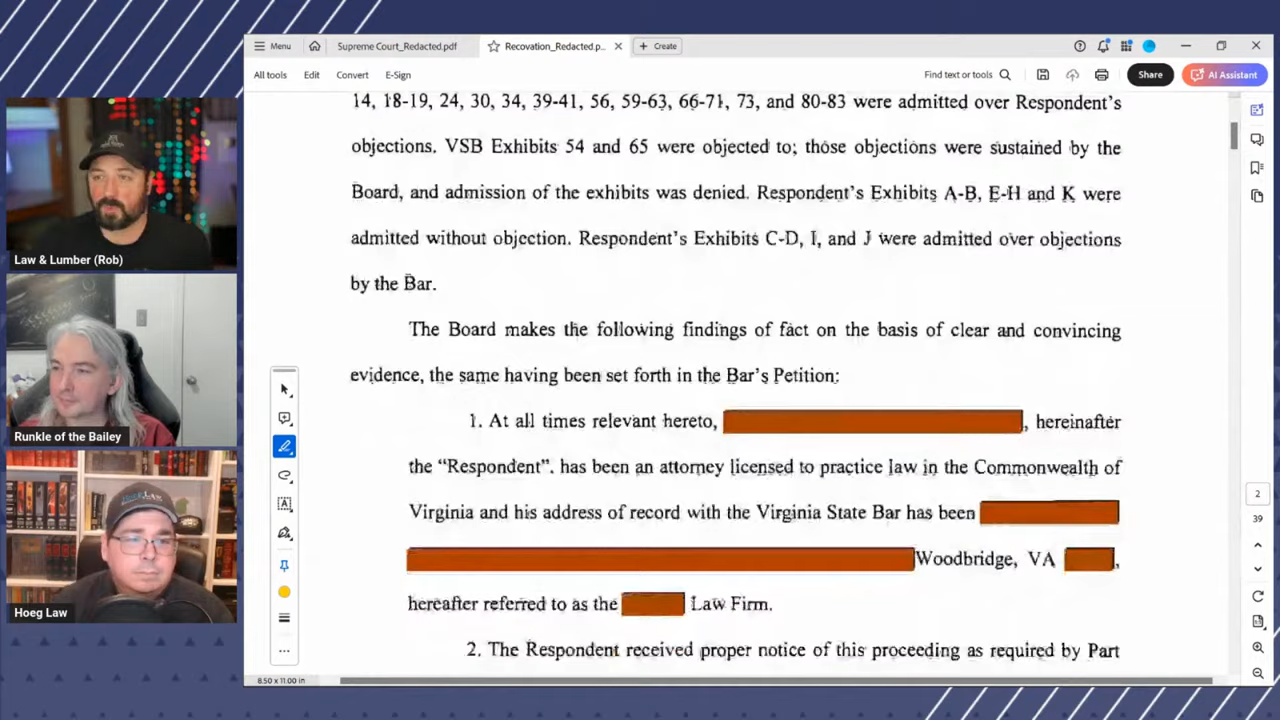 Menu
Supreme Court_Redacted.pdf
Recovation_Redacted.p...
Create
All tools
Edit
Convert
E-Sign
Find text or tools
Share
AI Assistant
14, 18-19, 24, 30, 34, 39-41, 56, 59-63, 66-71, 73, and 80-83 were admitted over Respondent's
objections. VSB Exhibits 54 and 65 were objected to; those objections were sustained by the
Board, and admission of the exhibits was denied. Respondent's Exhibits A-B, E-H and K were
admitted without objection. Respondent's Exhibits C-D, I, and J were admitted over objections
by the Bar.
The Board makes the following findings of fact on the basis of clear and convincing
evidence, the same having been set forth in the Bar's Petition:
1. At all times relevant hereto, , hereinafter
the "Respondent". has been an attorney licensed to practice law in the Commonwealth of
Virginia and his address of record with the Virginia State Bar has been
Woodbridge, VA ,
hereafter referred to as the Law Firm.
2. The Respondent received proper notice of this proceeding as required by Part
8.50 x 11.00 in
2
39
Law & Lumber (Rob)
Runkle of the Bailey
Hoeg Law